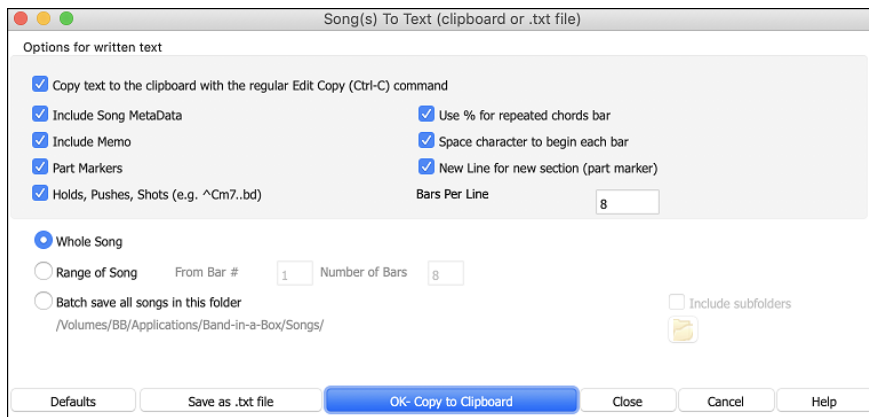 Song(s) To Text (clipboard or .txt file)
Options for written text
Copy text to the clipboard with the regular Edit Copy (Ctrl-C) command
Include Song MetaData
Use % for repeated chords bar
Include Memo
Space character to begin each bar
Part Markers
New Line for new section (part marker)
Holds, Pushes, Shots (e.g. ^Cm7..bd)
Bars Per Line 8
Whole Song
Range of Song From Bar # 1 Number of Bars 8
Batch save all songs in this folder
Include subfolders
/Volumes/BB/Applications/Band-in-a-Box/Songs/
Defaults Save as .txt file OK- Copy to Clipboard Close Cancel Help